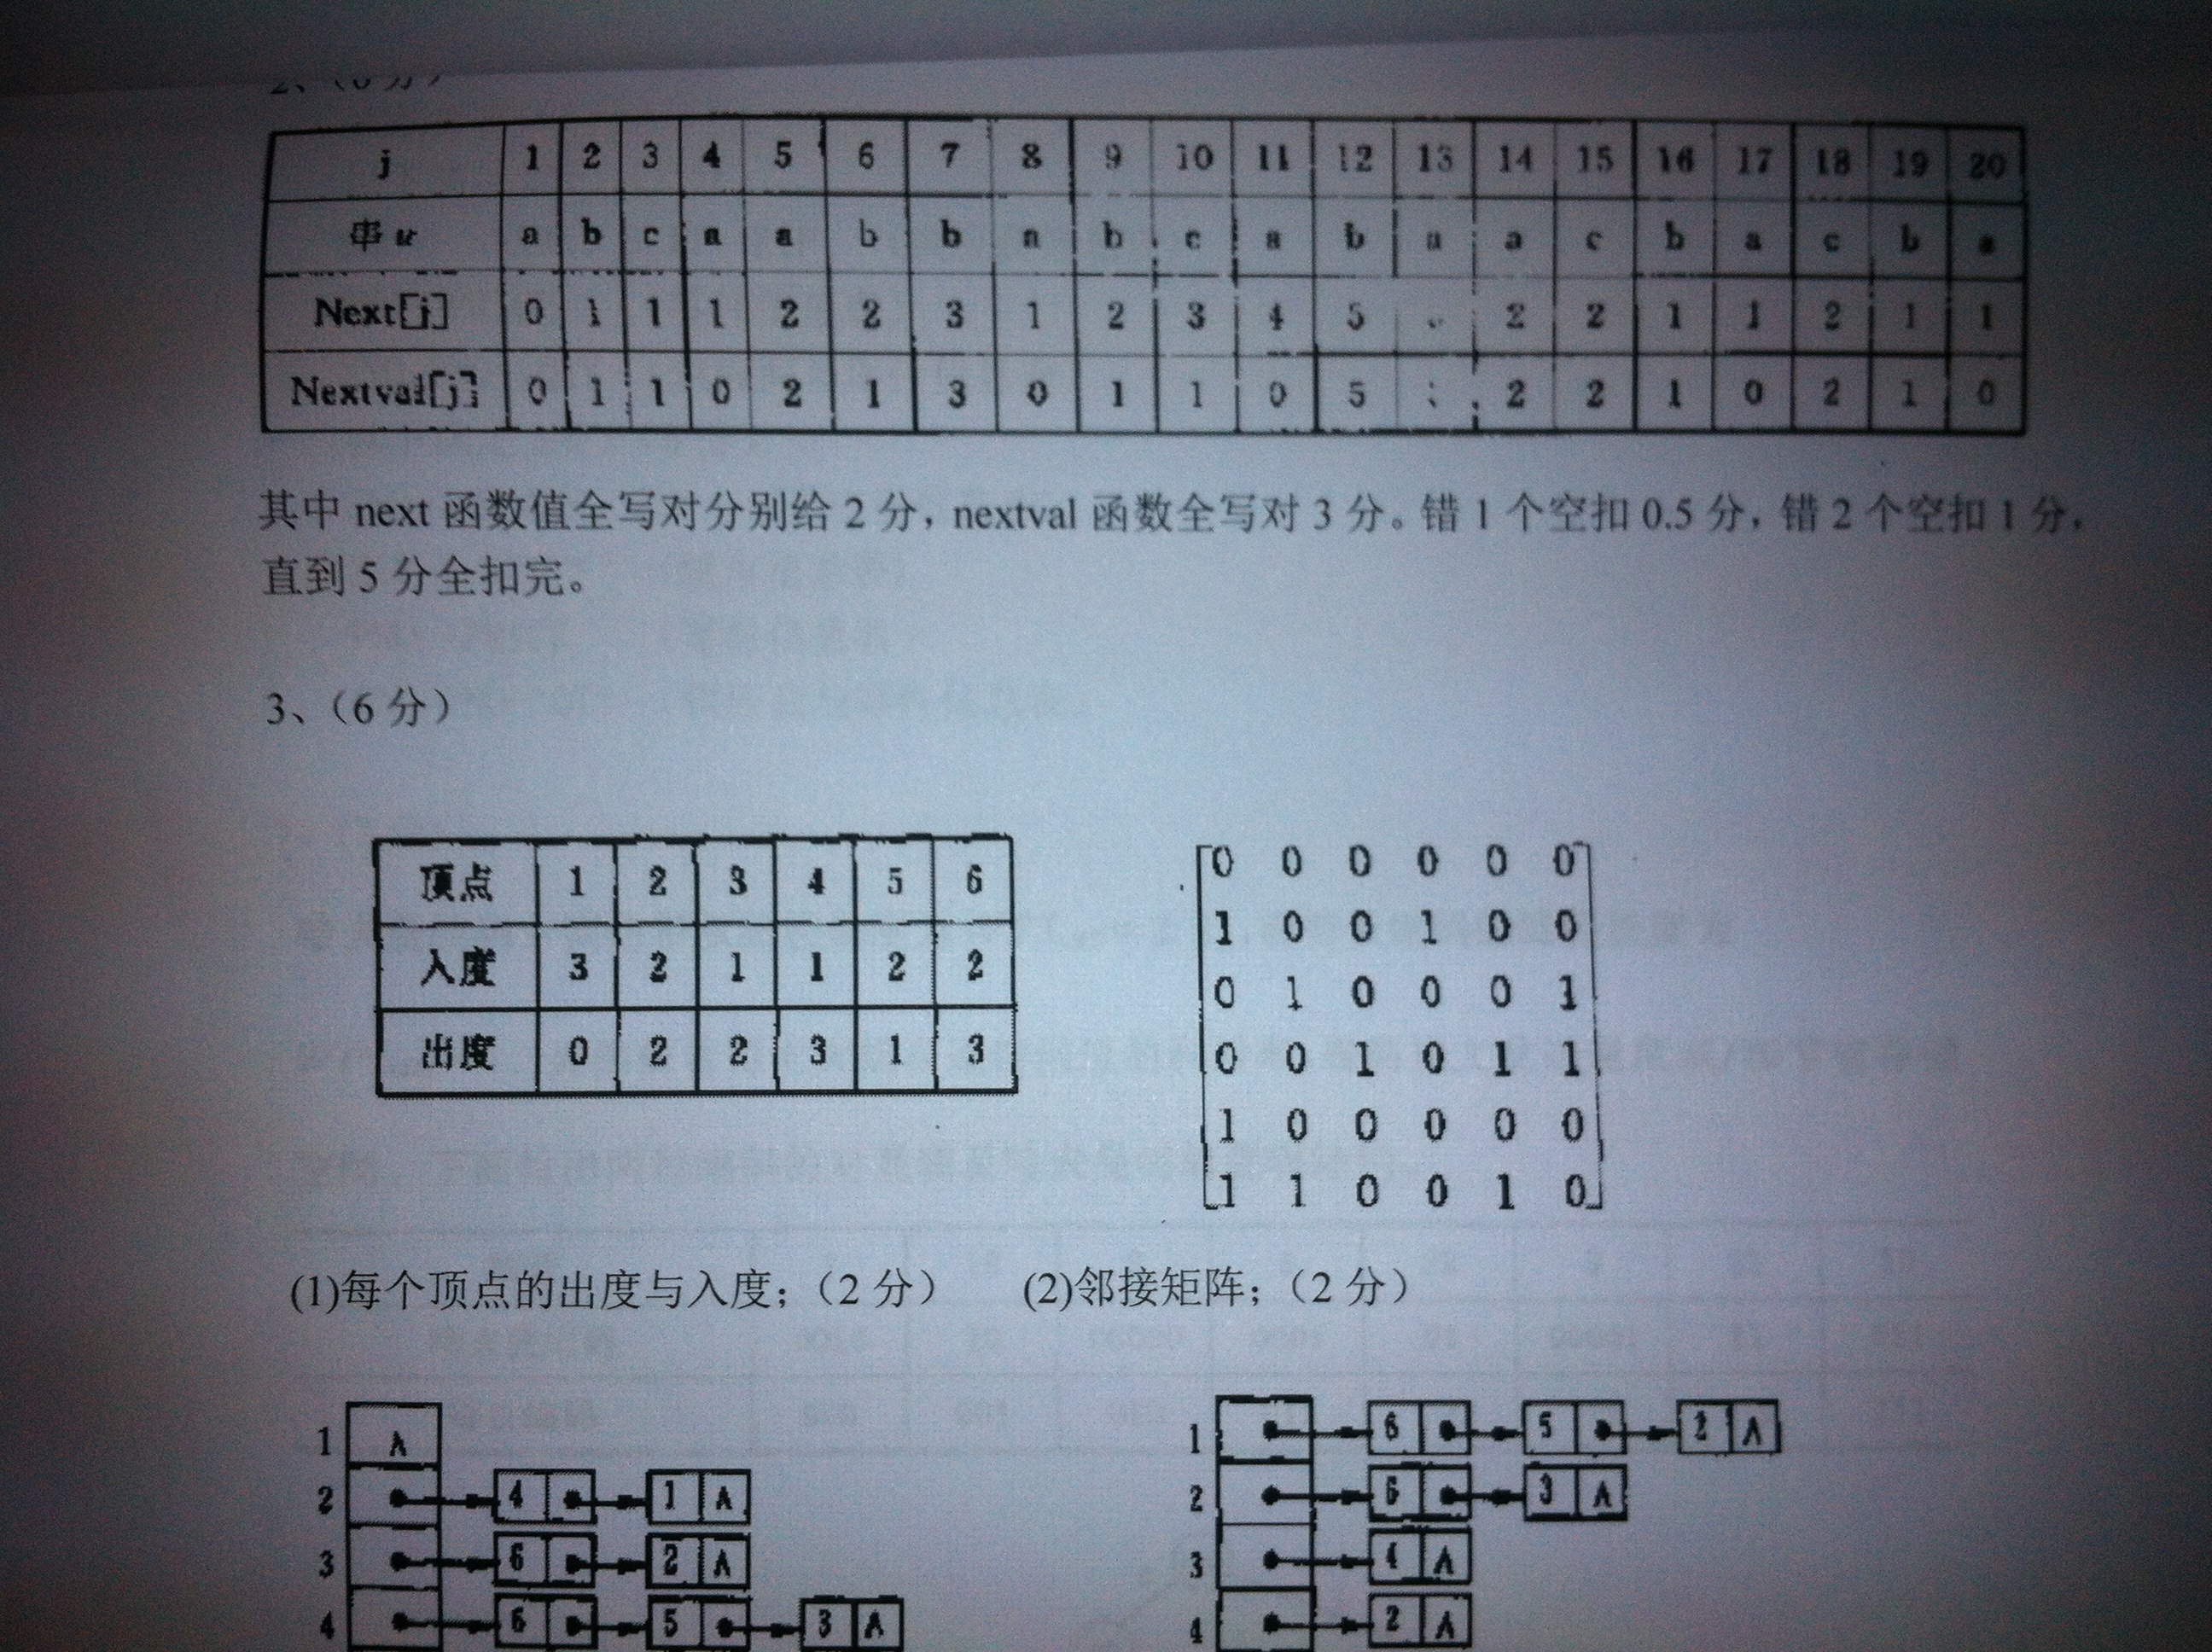 2、(6分)
j 1 2 3 4 5 6 7 8 9 10 11 12 13 14 15 16 17 18 19 20
串u a b c a a b b a b c a b a a c b a c b a
Next[j] 0 1 1 1 2 2 3 1 2 3 4 5 2 2 1 1 2 1 1
Nextval[j] 0 1 1 0 2 1 3 0 1 1 0 5 2 2 1 0 2 1 0
其中 next 函数值全写对分别给 2 分，nextval 函数全写对 3 分。错 1 个空扣 0.5 分，错 2 个空扣 1 分，
直到 5 分全扣完。
3、（6 分）
顶点 1 2 3 4 5 6
入度 3 2 1 1 2 2
出度 0 2 2 3 1 3
0 0 0 0 0 0
1 0 0 1 0 0
0 1 0 0 0 1
0 0 1 0 1 1
1 0 0 0 0 0
1 1 0 0 1 0
(1)每个顶点的出度与入度；（2 分） (2)邻接矩阵；（2 分）
1 ∧
2 4 1 ∧
3 6 2 ∧
4 6 5 3 ∧
1 6 5 2 ∧
2 6 3 ∧
3 4 ∧
4 2 ∧